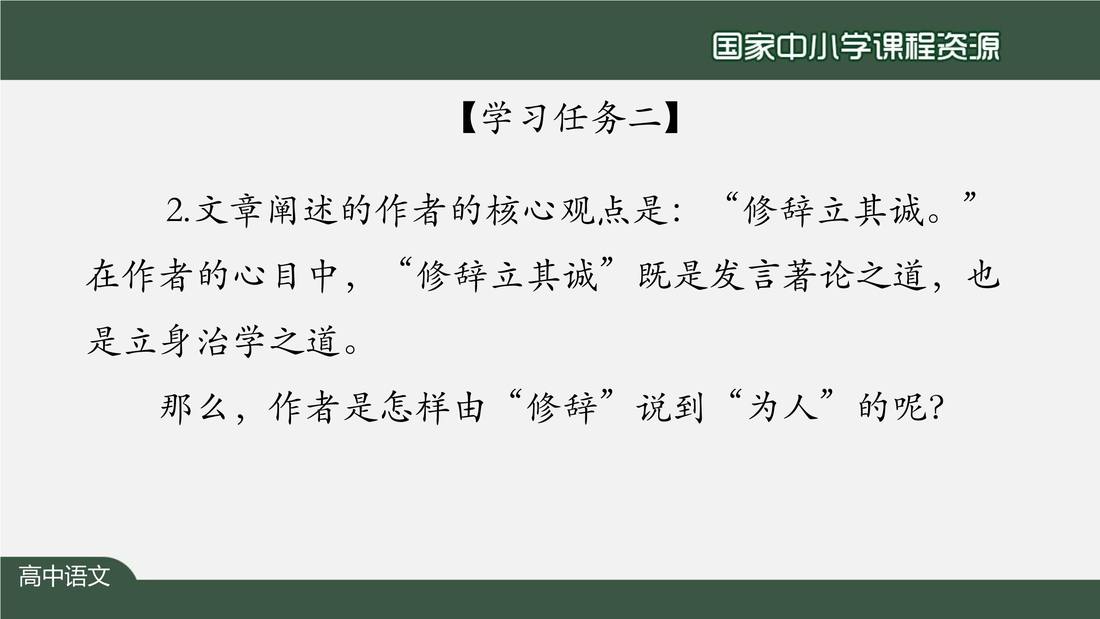 国家中小学课程资源
【学习任务二】
2.文章阐述的作者的核心观点是：“修辞立其诚。”
在作者的心目中，“修辞立其诚”既是发言著论之道，也
是立身治学之道。
那么，作者是怎样由“修辞”说到“为人”的呢？
高中语文